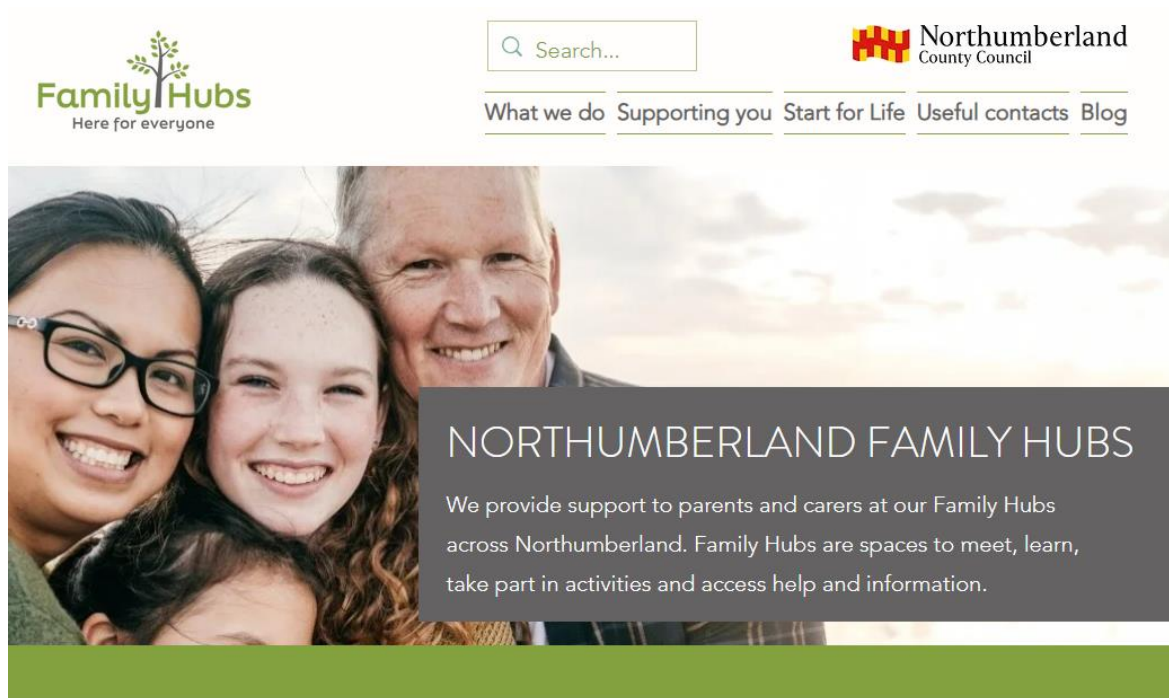 Family Hubs
Here for everyone
Search...
Northumberland
County Council
What we do Supporting you Start for Life Useful contacts Blog
NORTHUMBERLAND FAMILY HUBS
We provide support to parents and carers at our Family Hubs
across Northumberland. Family Hubs are spaces to meet, learn,
take part in activities and access help and information.